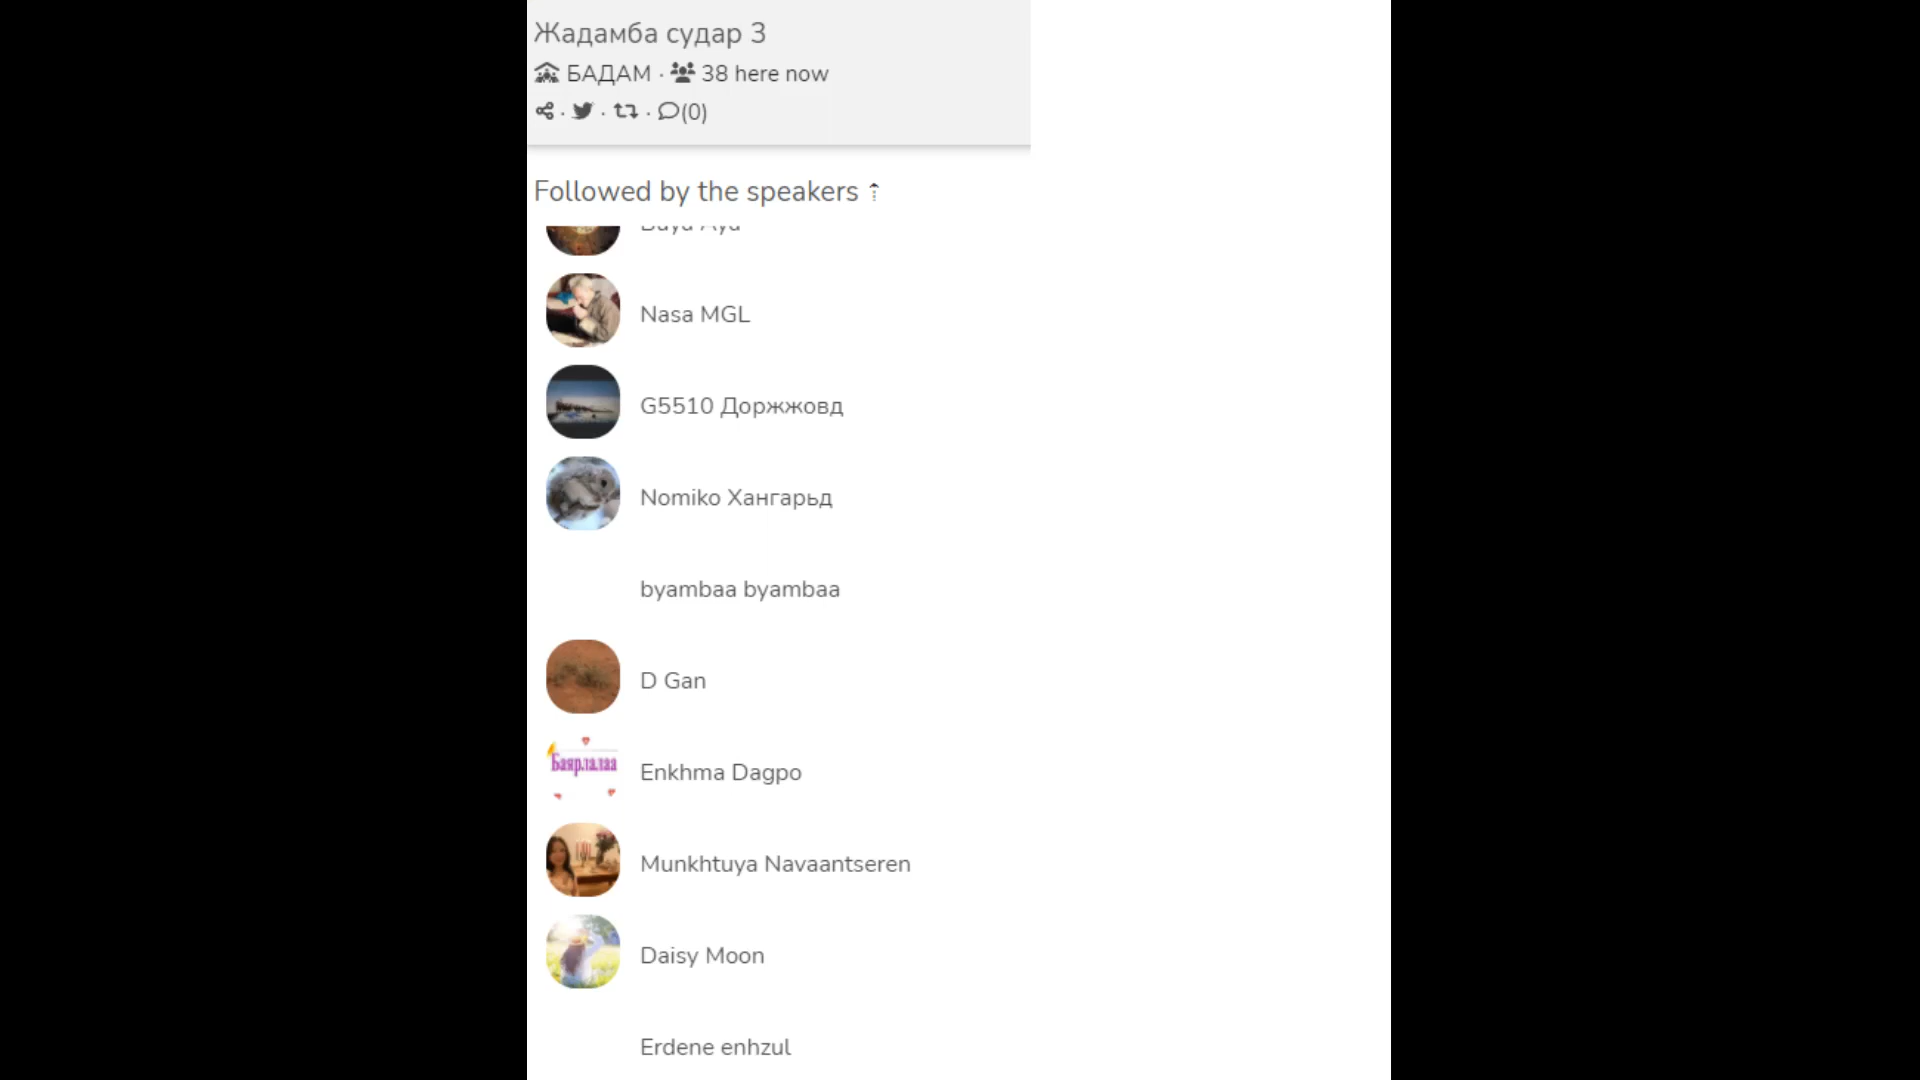 Жадамба судар 3
БАДАМ · 38 here now
· · · (0)
Followed by the speakers
Nasa MGL
G5510 Доржжовд
Nomiko Хангарьд
byambaa byambaa
D Gan
Баярлалаа
Enkhma Dagpo
Munkhtuya Navaantseren
Daisy Moon
Erdene enhzul